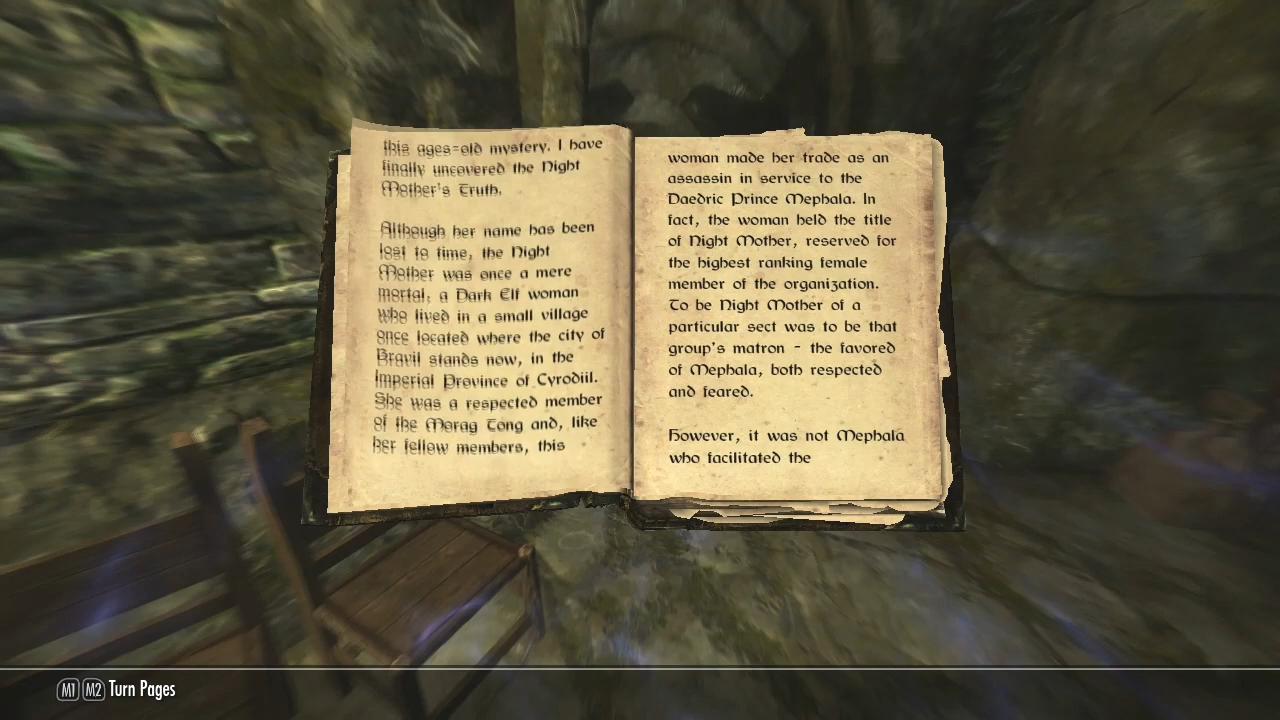 this ages-old mystery. I have
finally uncovered the Night
Mother's Truth.
Although her name has been
lost to time, the Night
Mother was once a mere
mortal; a Dark Elf woman
who lived in a small village
once located where the city of
Bravil stands now, in the
Imperial Province of Cyrodiil.
She was a respected member
of the Morag Tong and, like
her fellow members, this
woman made her trade as an
assassin in service to the
Daedric Prince Mephala. In
fact, the woman held the title
of Night Mother, reserved for
the highest ranking female
member of the organization.
To be Night Mother of a
particular sect was to be that
group's matron - the favored
of Mephala, both respected
and feared.
However, it was not Mephala
who facilitated the
M1 M2 Turn Pages